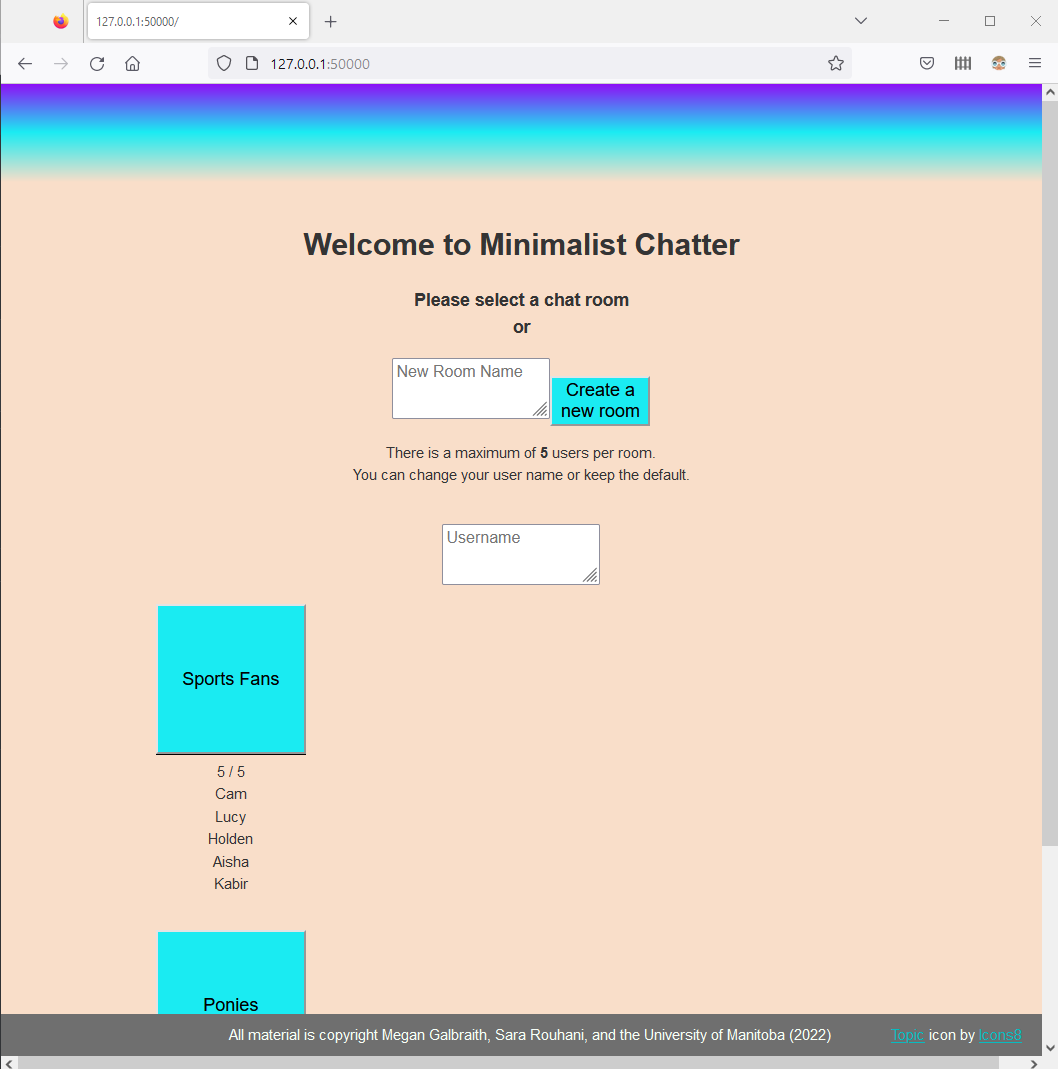 127.0.0.1:50000/
127.0.0.1:50000
Welcome to Minimalist Chatter
Please select a chat room
or
New Room Name
Create a
new room
There is a maximum of 5 users per room.
You can change your user name or keep the default.
Username
Sports Fans
5 / 5
Cam
Lucy
Holden
Aisha
Kabir
Ponies
All material is copyright Megan Galbraith, Sara Rouhani, and the University of Manitoba (2022) Topic icon by Icons8